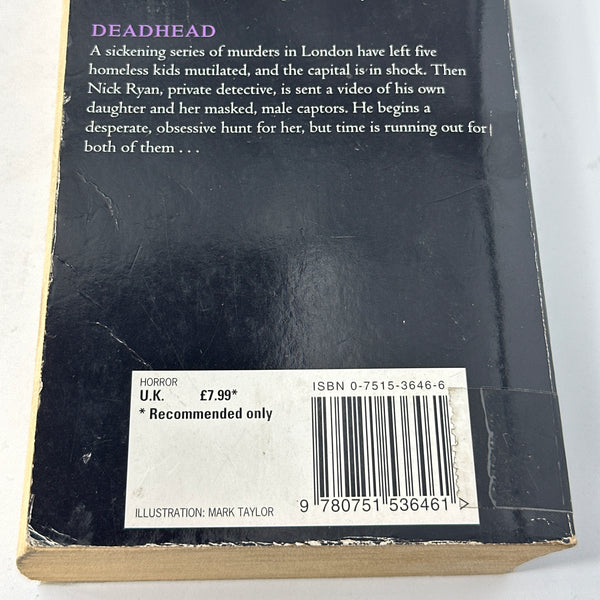 DEADHEAD
A sickening series of murders in London have left five
homeless kids mutilated, and the capital is in shock. Then
Nick Ryan, private detective, is sent a video of his own
daughter and her masked, male captors. He begins a
desperate, obsessive hunt for her, but time is running out for
both of them . . .
HORROR
U.K. £7.99*
* Recommended only
ISBN 0-7515-3646-6
9 780751 536461 >
ILLUSTRATION: MARK TAYLOR